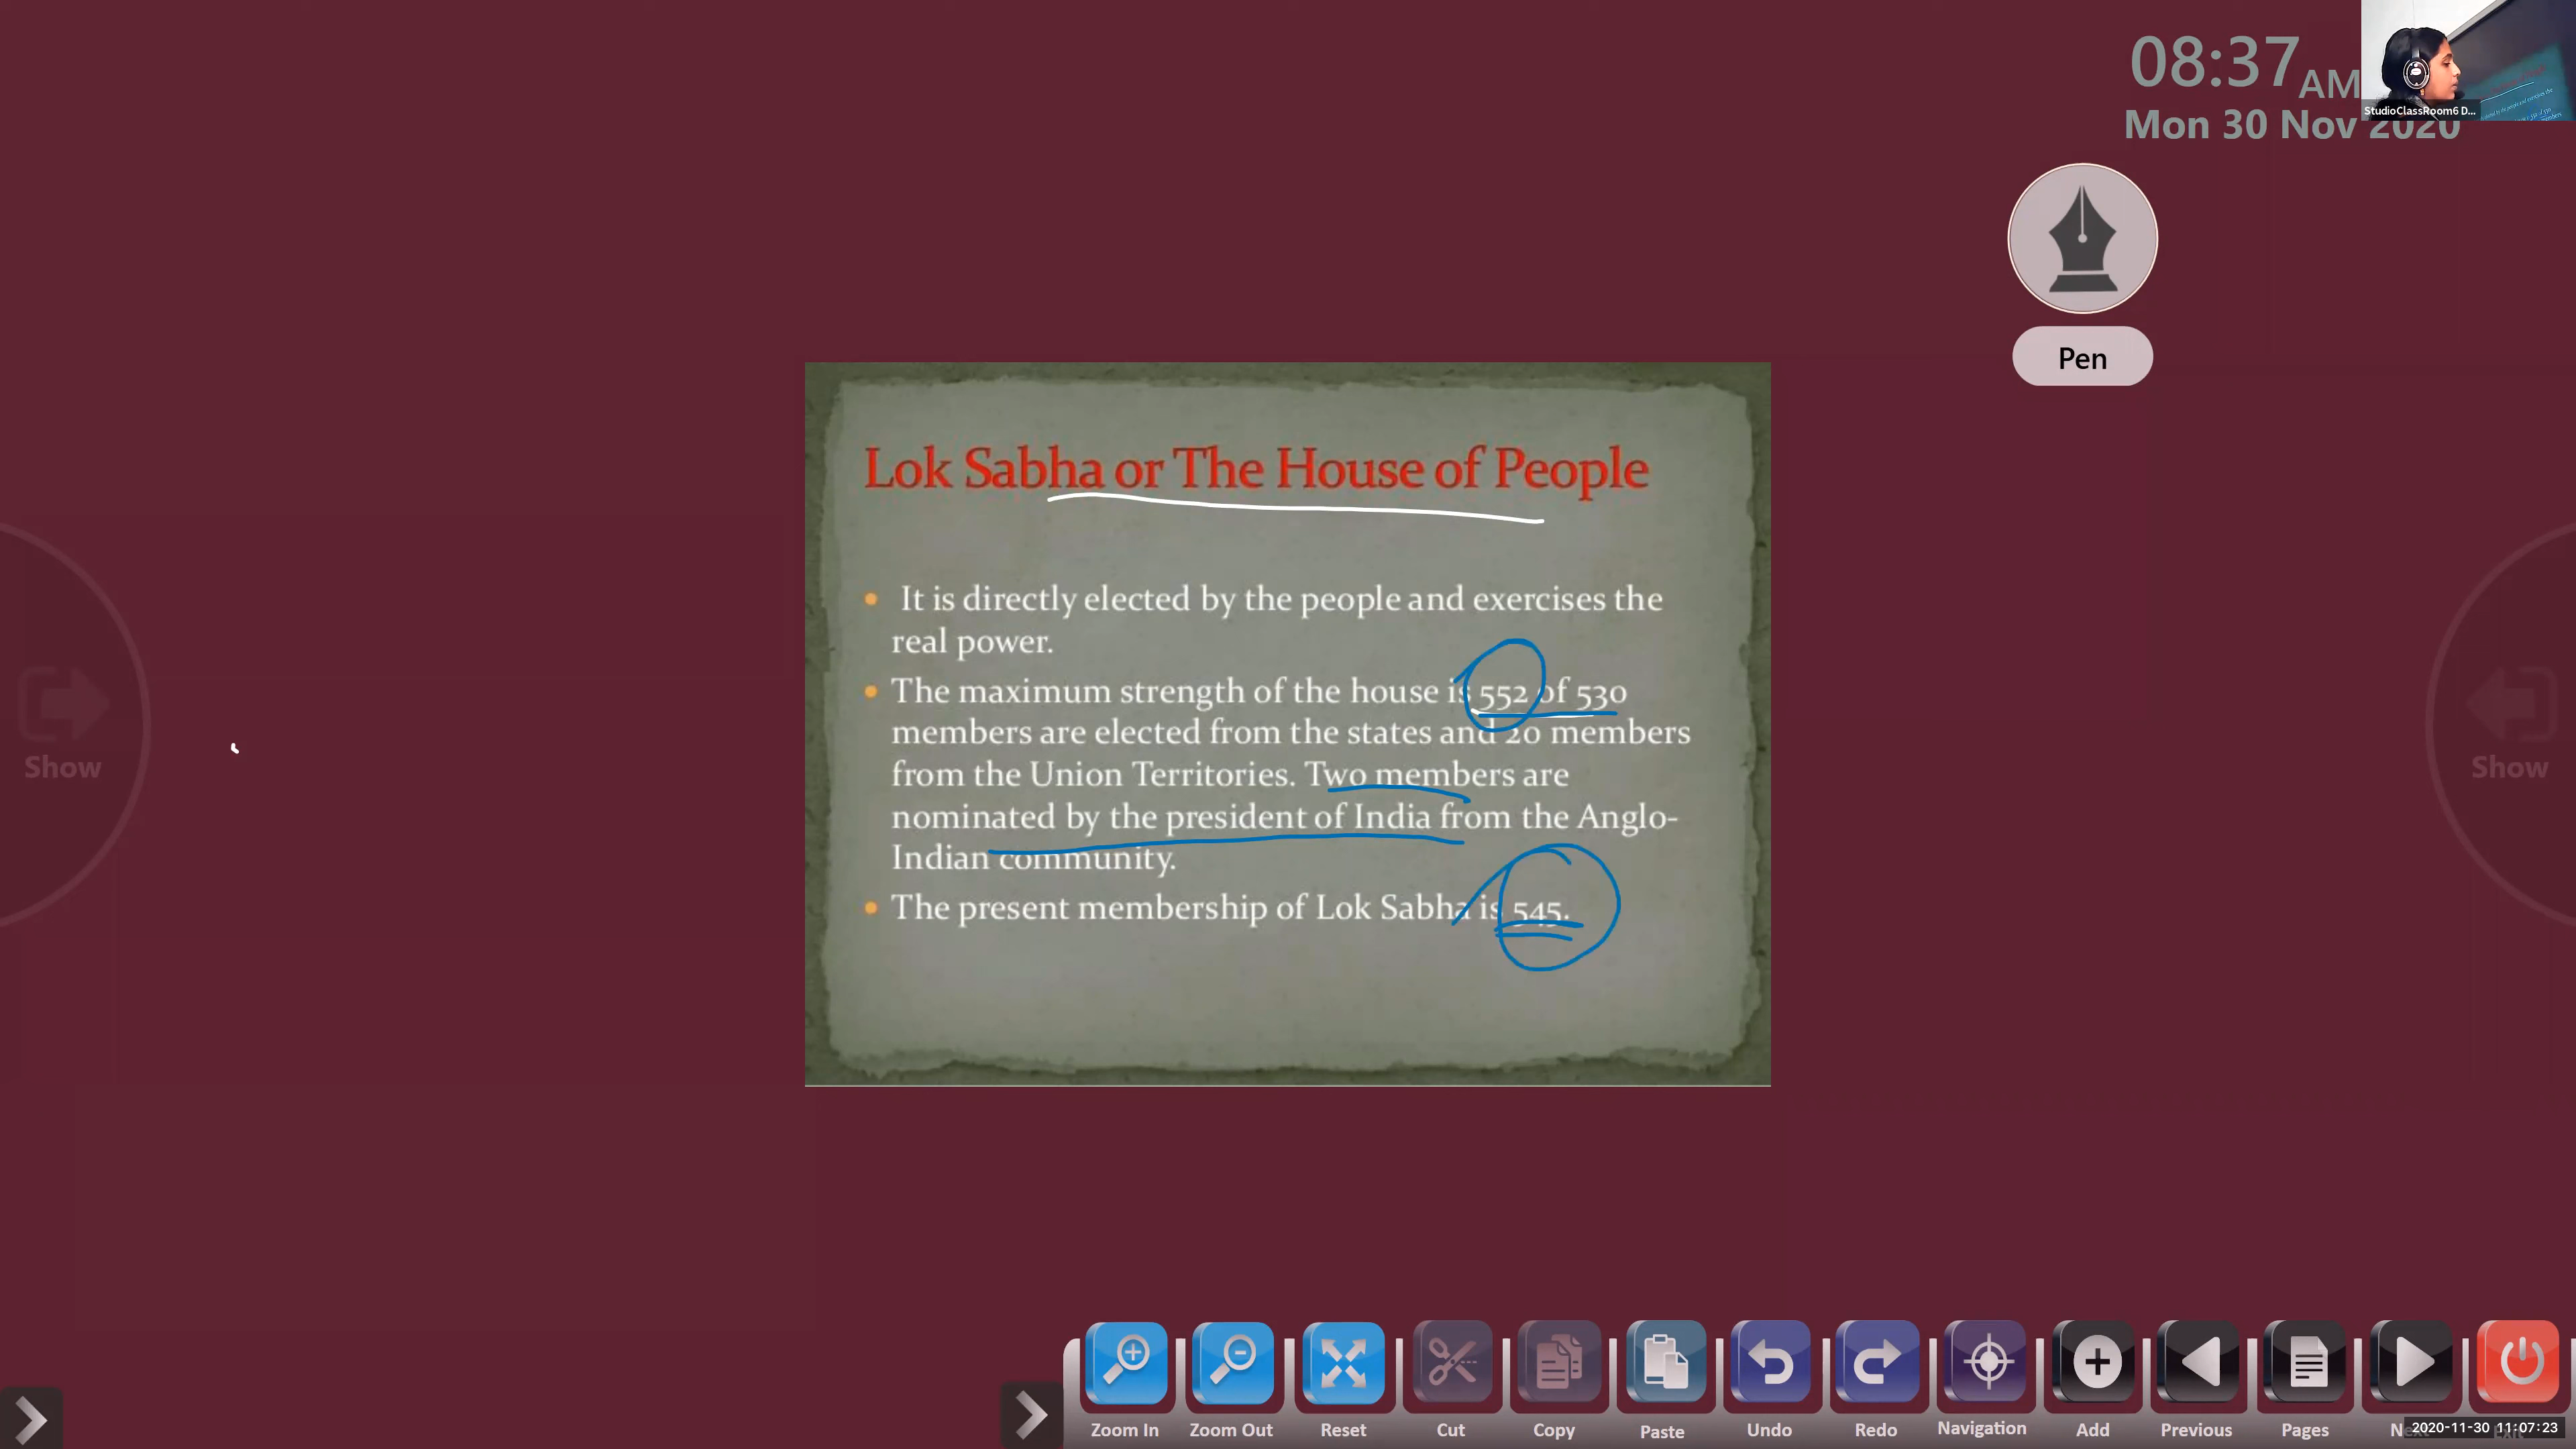 08:37 AM
Mon 30 Nov 2020
StudioClassRoom6 D...
Pen
Lok Sabha or The House of People
• It is directly elected by the people and exercises the
real power.
• The maximum strength of the house is 552 of 530
members are elected from the states and 20 members
from the Union Territories. Two members are
nominated by the president of India from the Anglo-
Indian community.
• The present membership of Lok Sabha is 545.
Show
Show
Zoom In Zoom Out Reset Cut Copy Paste Undo Redo Navigation Add Previous Pages
2020-11-30 11:07:23